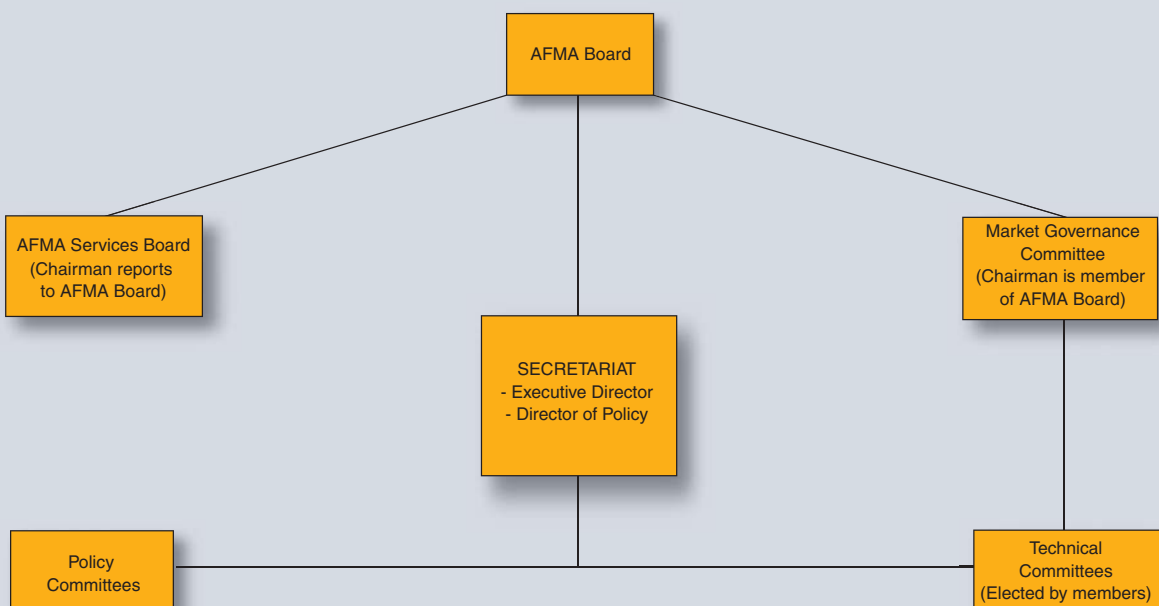 AFMA Board
AFMA Services Board
(Chairman reports
to AFMA Board)
Market Governance
Committee
(Chairman is member
of AFMA Board)
SECRETARIAT
- Executive Director
- Director of Policy
Policy
Committees
Technical
Committees
(Elected by members)